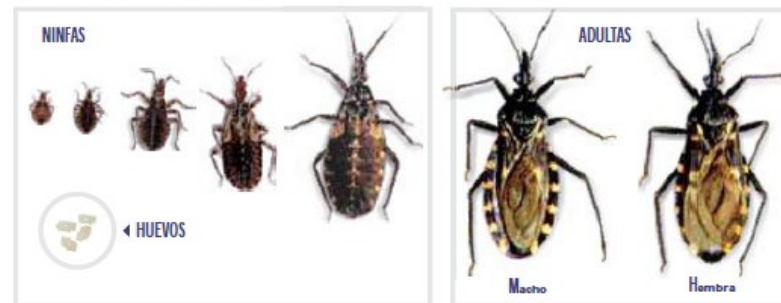 NINFAS
HUEVOS
ADULTAS
Macho
Hembra